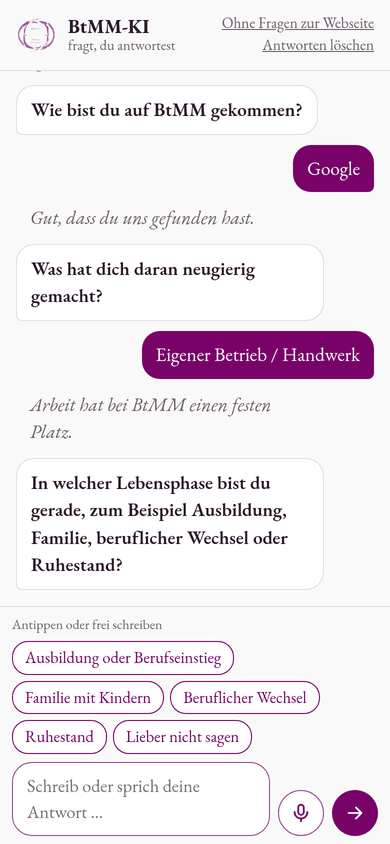 BtMM-KI
fragt, du antwortest
Ohne Fragen zur Webseite
Antworten löschen
Wie bist du auf BtMM gekommen?
Google
Gut, dass du uns gefunden hast.
Was hat dich daran neugierig
gemacht?
Eigener Betrieb / Handwerk
Arbeit hat bei BtMM einen festen
Platz.
In welcher Lebensphase bist du
gerade, zum Beispiel Ausbildung,
Familie, beruflicher Wechsel oder
Ruhestand?
Antippen oder frei schreiben
Ausbildung oder Berufseinstieg
Familie mit Kindern
Beruflicher Wechsel
Ruhestand
Lieber nicht sagen
Schreib oder sprich deine
Antwort ...